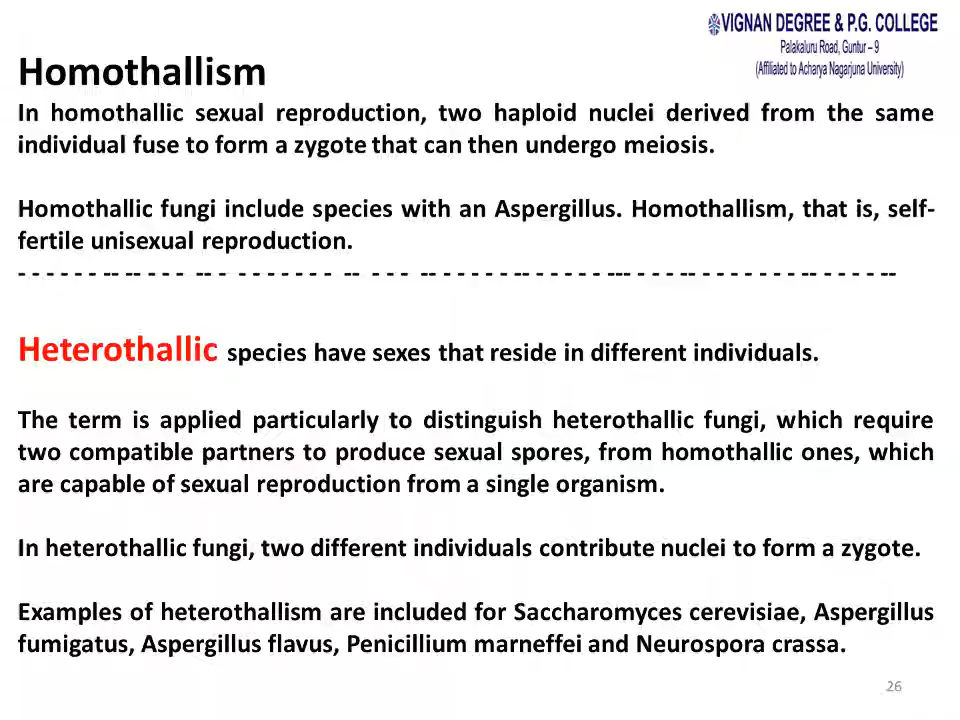 VIGNAN DEGREE & P.G. COLLEGE
Palakaluru Road, Guntur – 9
(Affiliated to Acharya Nagarjuna University)
Homothallism
In homothallic sexual reproduction, two haploid nuclei derived from the same
individual fuse to form a zygote that can then undergo meiosis.
Homothallic fungi include species with an Aspergillus. Homothallism, that is, self-
fertile unisexual reproduction.
- - - - - - -- -- - - -  -- -  - - - - - - -  --  - - -  -- - - - - - -- - - - - - --- - - - -- - - - - - - - -- - - - - --
Heterothallic species have sexes that reside in different individuals.
The term is applied particularly to distinguish heterothallic fungi, which require
two compatible partners to produce sexual spores, from homothallic ones, which
are capable of sexual reproduction from a single organism.
In heterothallic fungi, two different individuals contribute nuclei to form a zygote.
Examples of heterothallism are included for Saccharomyces cerevisiae, Aspergillus
fumigatus, Aspergillus flavus, Penicillium marneffei and Neurospora crassa.
26